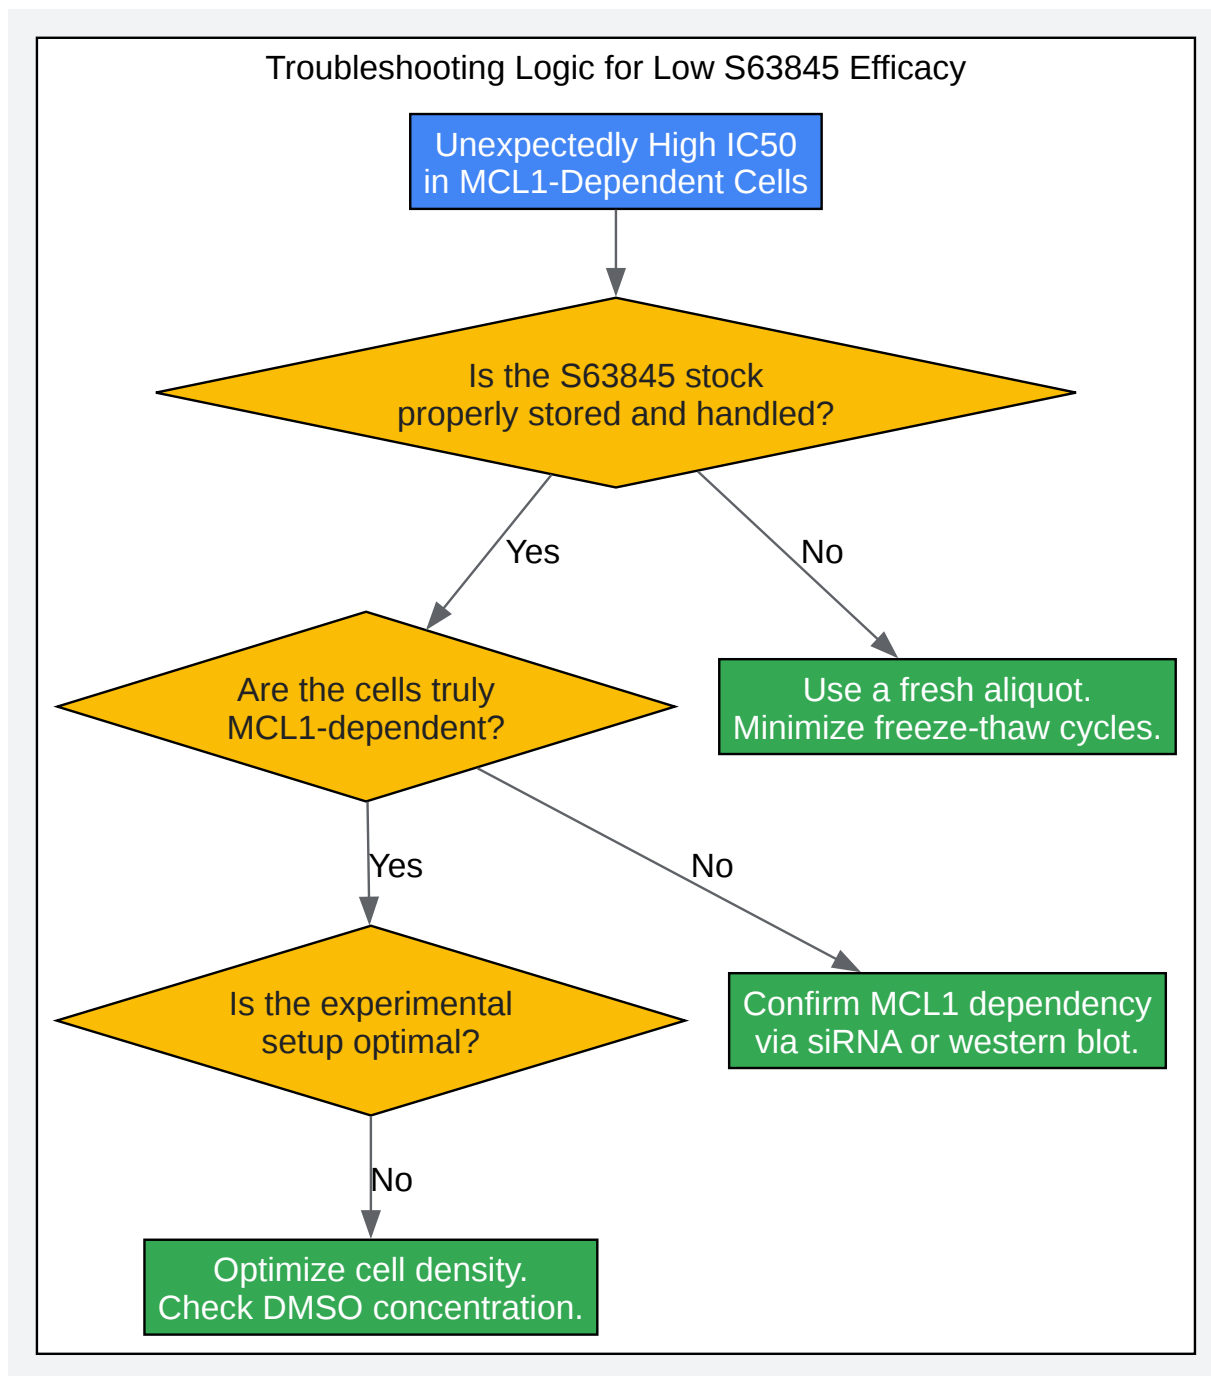 Troubleshooting Logic for Low S63845 Efficacy
Unexpectedly High IC50
in MCL1-Dependent Cells
Is the S63845 stock
properly stored and handled?
Yes
No
Are the cells truly
MCL1-dependent?
Use a fresh aliquot.
Minimize freeze-thaw cycles.
Yes
No
Is the experimental
setup optimal?
Confirm MCL1 dependency
via siRNA or western blot.
No
Optimize cell density.
Check DMSO concentration.